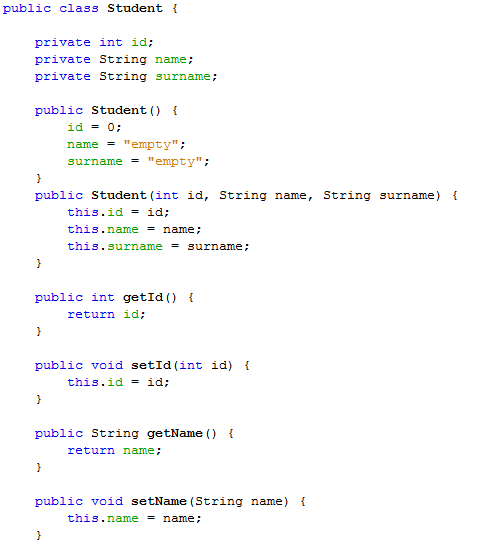 public class Student {
private int id;
private String name;
private String surname;
public Student() {
id = 0;
name = "empty";
surname = "empty";
}
public Student(int id, String name, String surname) {
this.id = id;
this.name = name;
this.surname = surname;
}
public int getId() {
return id;
}
public void setId(int id) {
this.id = id;
}
public String getName() {
return name;
}
public void setName(String name) {
this.name = name;
}